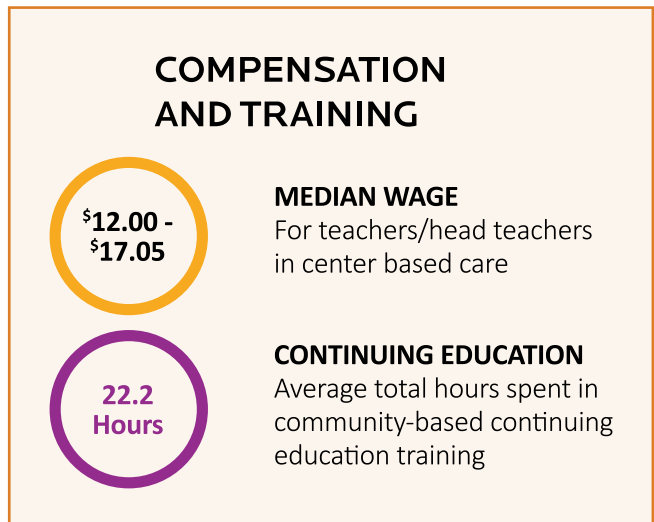 COMPENSATION
AND TRAINING
$12.00 -
$17.05
MEDIAN WAGE
For teachers/head teachers
in center based care
22.2
Hours
CONTINUING EDUCATION
Average total hours spent in
community-based continuing
education training